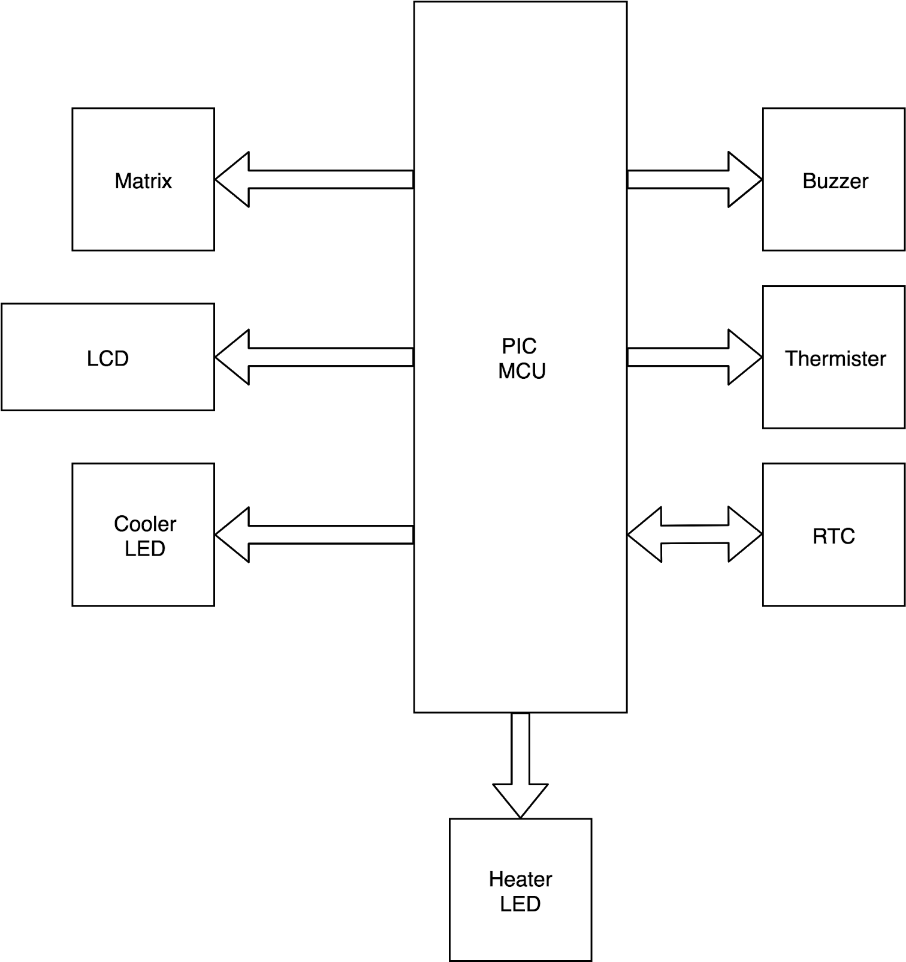 Matrix
Buzzer
LCD
PIC
MCU
Thermister
Cooler
LED
RTC
Heater
LED